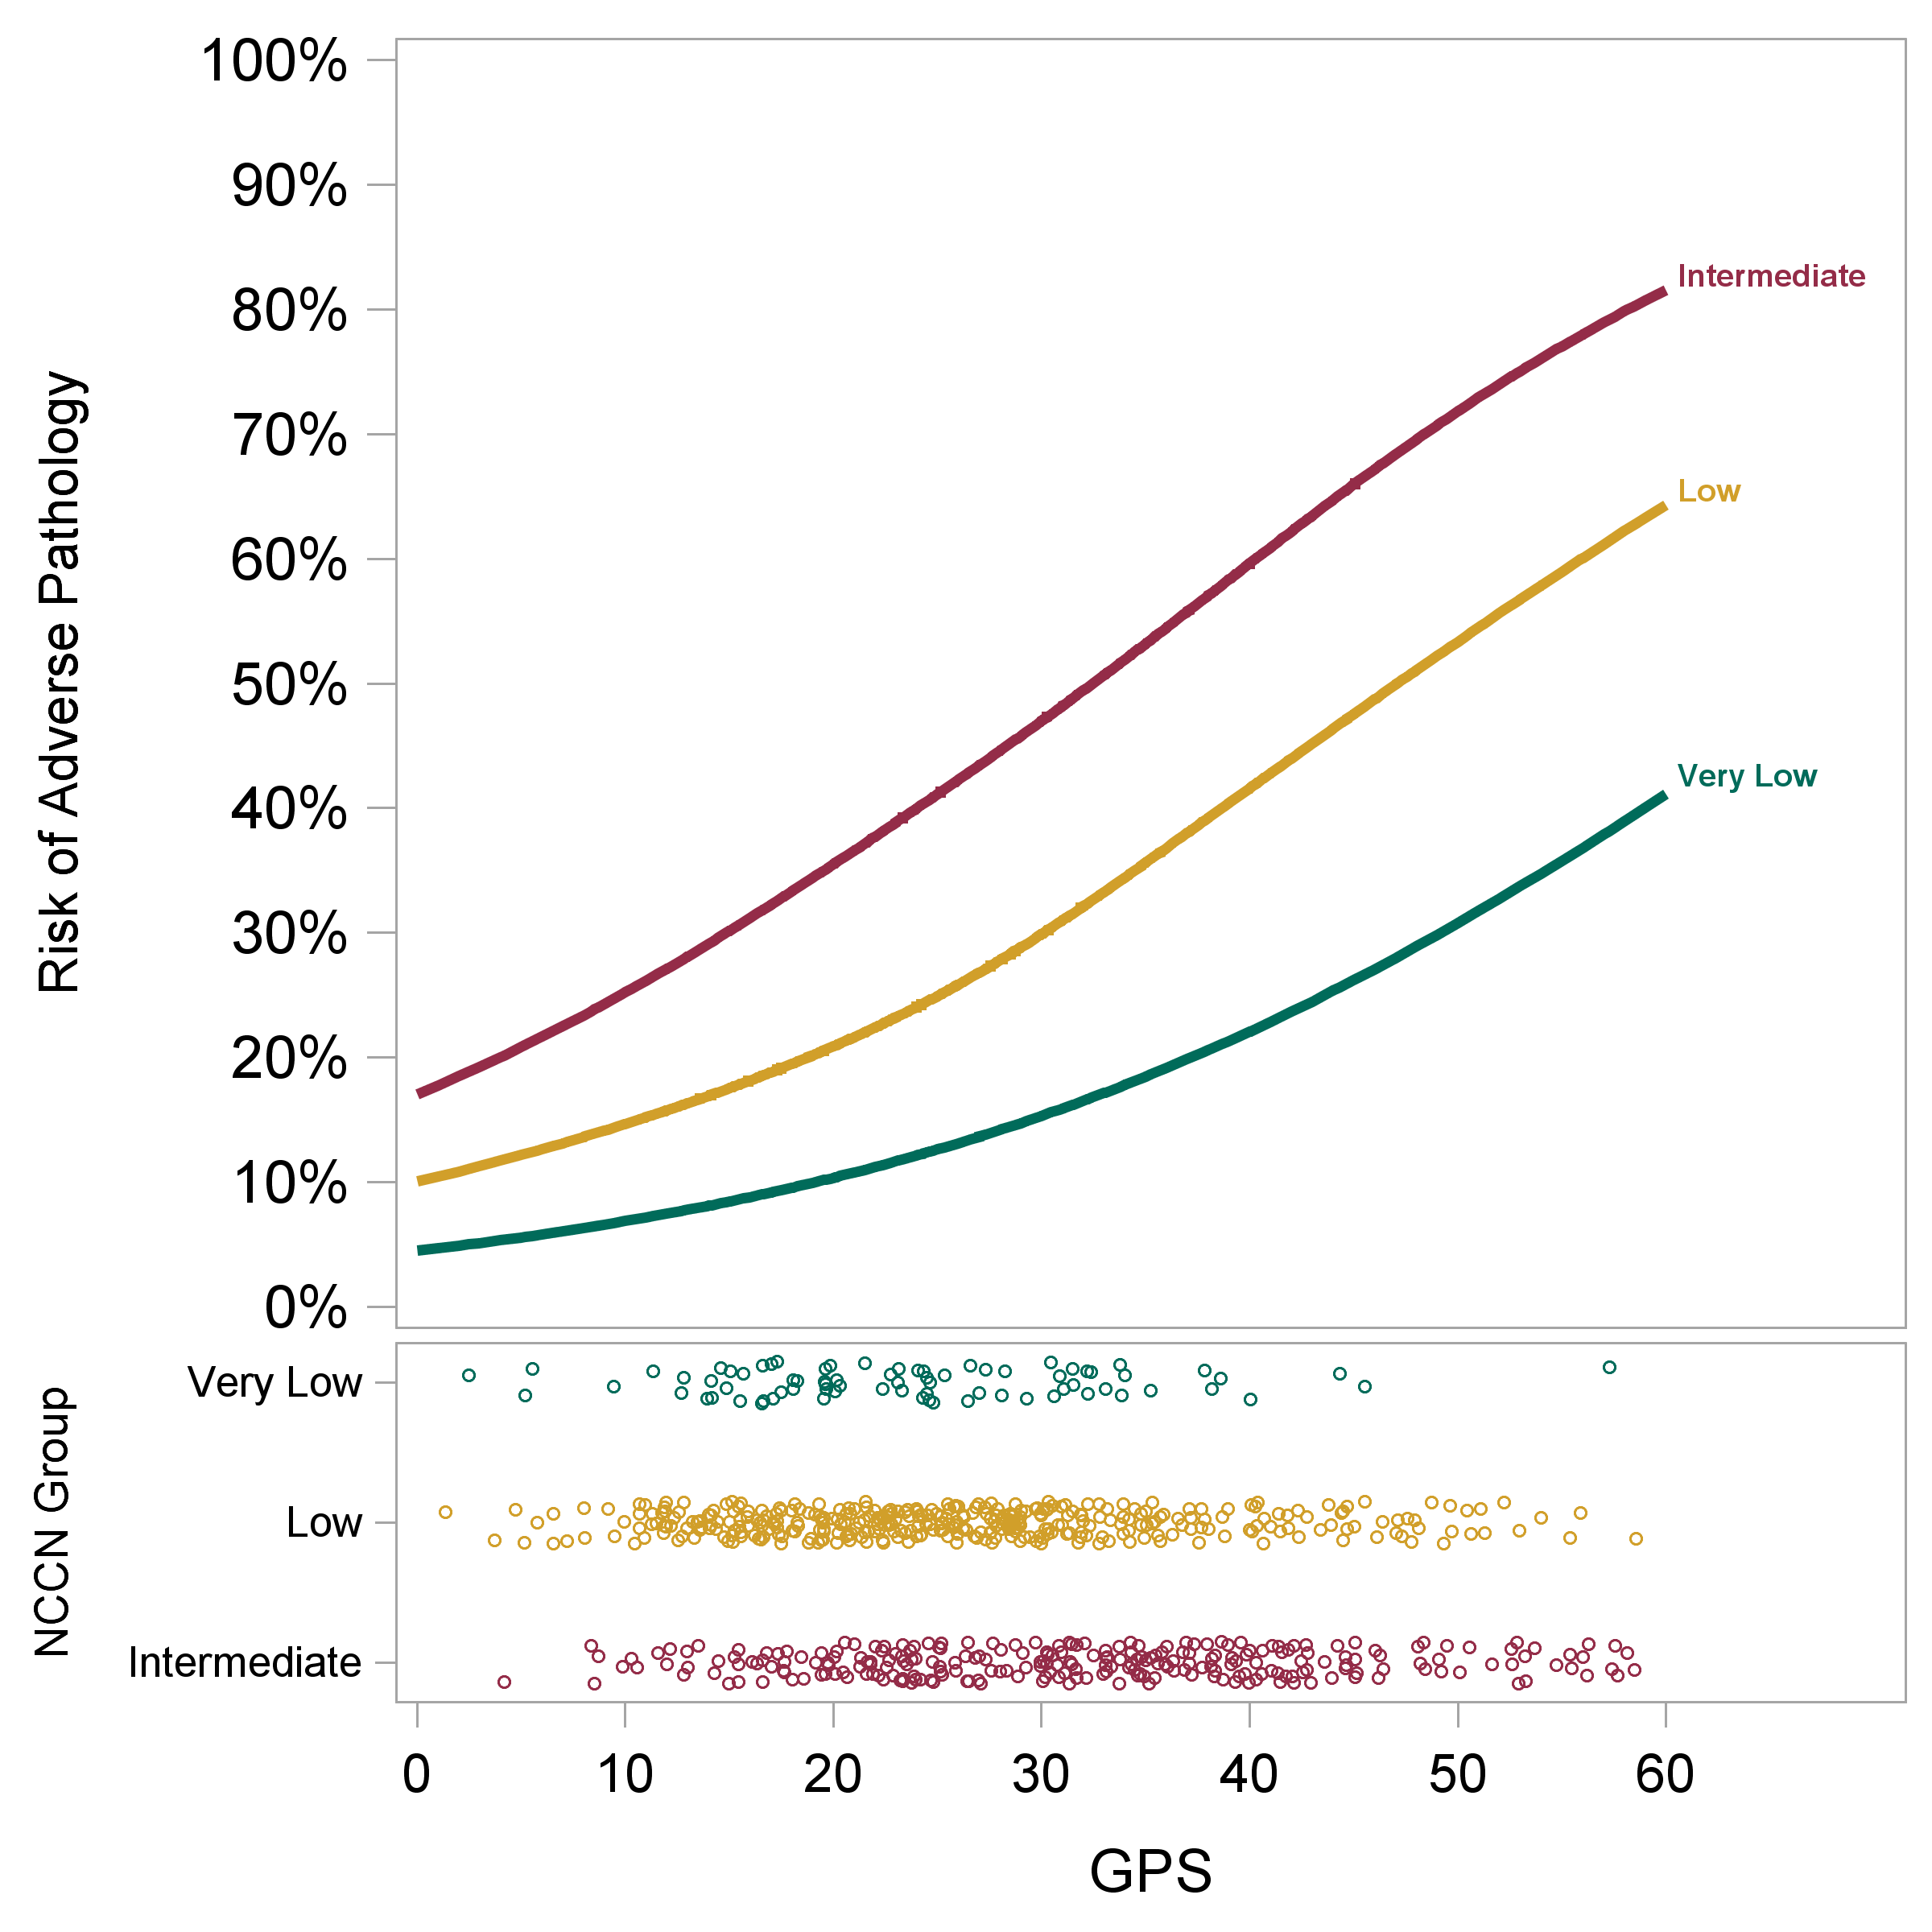 100%
90%
80%
70%
60%
50%
40%
30%
20%
10%
0%
Risk of Adverse Pathology
Intermediate
Low
Very Low
NCCN Group
Very Low
Low
Intermediate
0 10 20 30 40 50 60
GPS